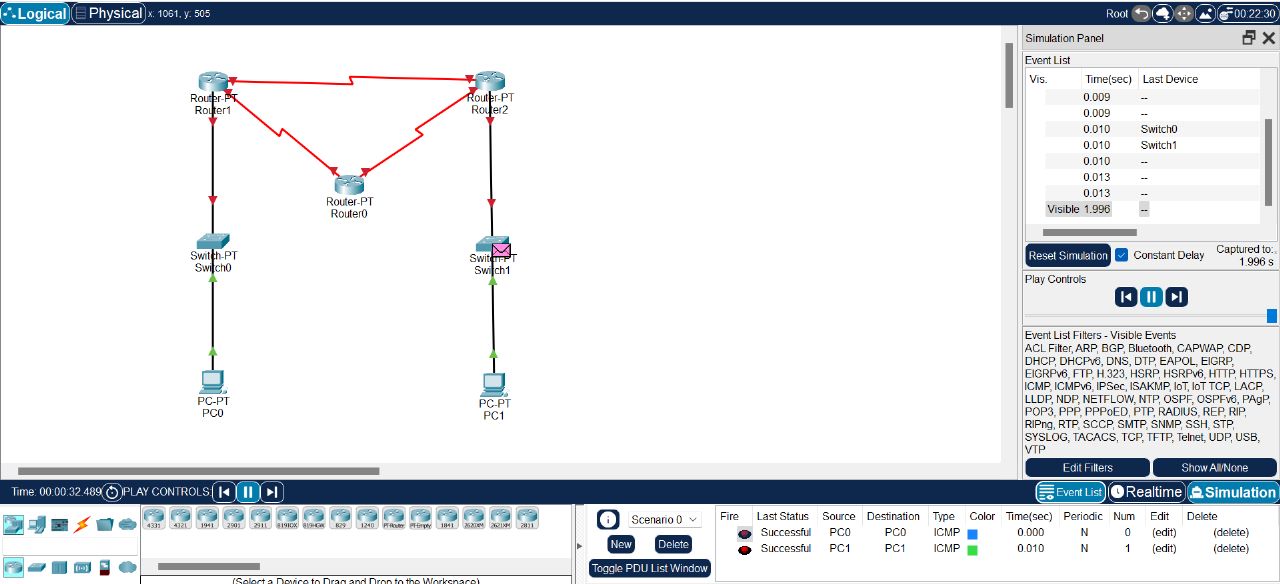 Logical Physical x: 1061, y: 505 Root 00:22:30
Router-PT
Router1
Router-PT
Router2
Router-PT
Router0
Switch-PT
Switch0
Switch-PT
Switch1
PC-PT
PC0
PC-PT
PC1
Simulation Panel
Event List
Vis. Time(sec) Last Device
0.009 --
0.009 --
0.010 Switch0
0.010 Switch1
0.010 --
0.013 --
0.013 --
Visible 1.996 --
Reset Simulation Constant Delay Captured to:
1.996 s
Play Controls
Event List Filters - Visible Events
ACL Filter, ARP, BGP, Bluetooth, CAPWAP, CDP,
DHCP, DHCPv6, DNS, DTP, EAPOL, EIGRP,
EIGRPv6, FTP, H.323, HSRP, HSRPv6, HTTP, HTTPS,
ICMP, ICMPv6, IPSec, ISAKMP, IoT, IoT TCP, LACP,
LLDP, NDP, NETFLOW, NTP, OSPF, OSPFv6, PAgP,
POP3, PPP, PPPoED, PTP, RADIUS, REP, RIP,
RIPng, RTP, SCCP, SMTP, SNMP, SSH, STP,
SYSLOG, TACACS, TCP, TFTP, Telnet, UDP, USB,
VTP
Edit Filters Show All/None
Time: 00:00:32.489 PLAY CONTROLS: Event List Realtime Simulation
4331 4321 1941 2901 2911 819IOX 819HGW 829 1240 PT-Router PT-Empty 1841 2620XM 2621XM 2811
(Select a Device to Drag and Drop to the Workspace)
Scenario 0
New Delete
Toggle PDU List Window
Fire Last Status Source Destination Type Color Time(sec) Periodic Num Edit Delete
Successful PC0 PC0 ICMP 0.000 N 0 (edit) (delete)
Successful PC1 PC1 ICMP 0.010 N 1 (edit) (delete)